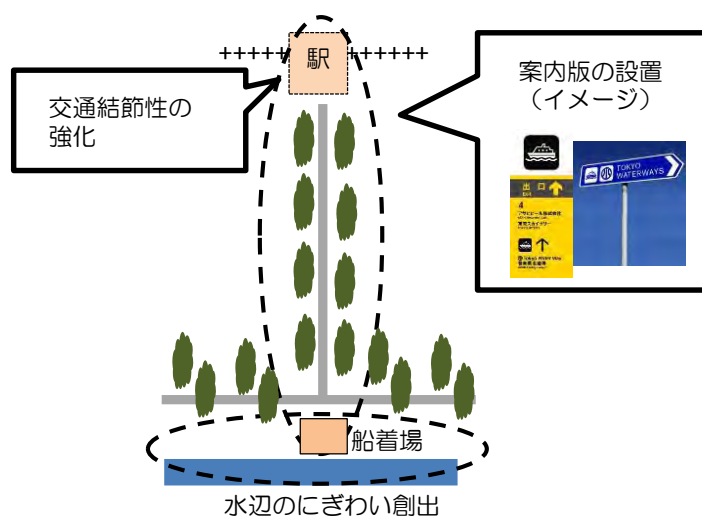 駅
交通結節性の
強化
案内版の設置
（イメージ）
出口
4
TOKYO
WATERWAYS
船着場
水辺のにぎわい創出